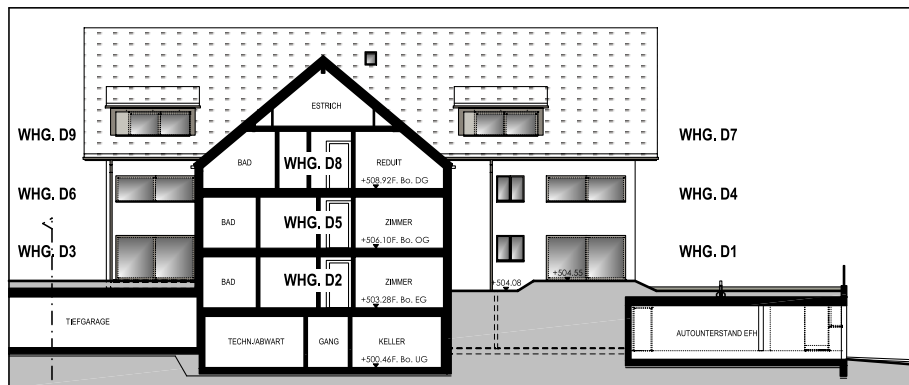 ESTRICH
WHG. D9
WHG. D7
BAD
WHG. D8
REDUIT
+508.92F. Bo. DG
WHG. D6
WHG. D4
BAD
WHG. D5
ZIMMER
+506.10F. Bo. OG
WHG. D3
WHG. D1
BAD
WHG. D2
ZIMMER
+504.55
+504.08
+503.28F. Bo. EG
TIEFGARAGE
TECHN./ABWART
GANG
KELLER
AUTOUNTERSTAND EFH
+500.46F. Bo. UG